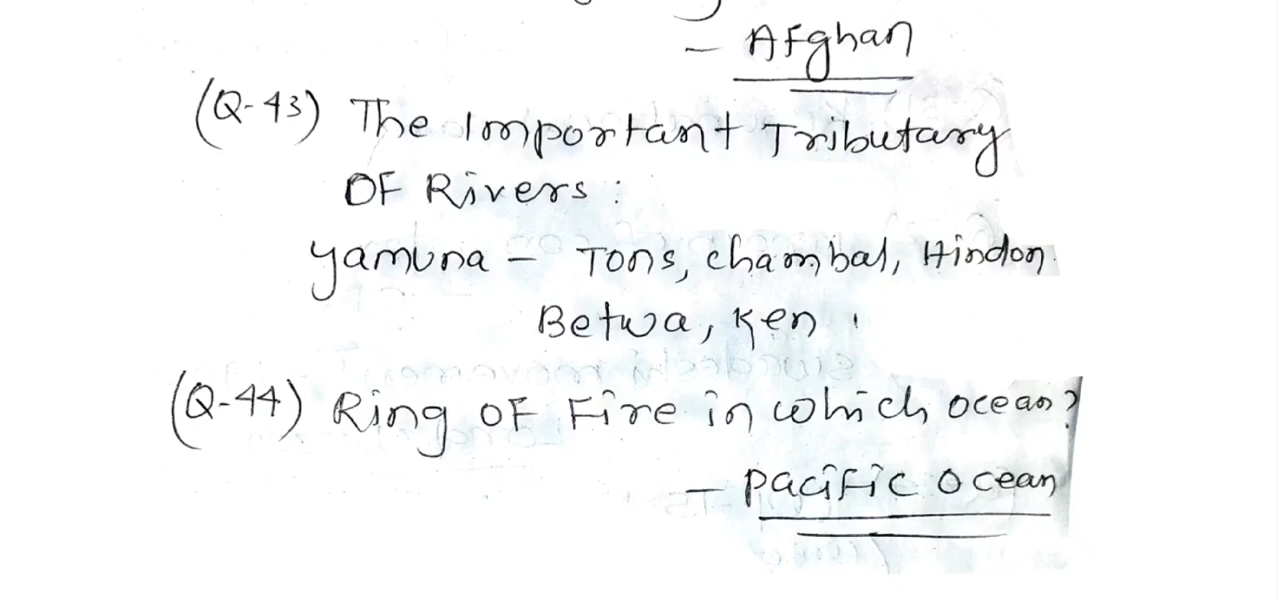 - Afghan
(Q-43) The Important Tributary
OF Rivers :
Yamuna - Tons, Chambal, Hindon.
Betwa, Ken .
(Q-44) Ring OF Fire in which ocean?
- Pacific Ocean